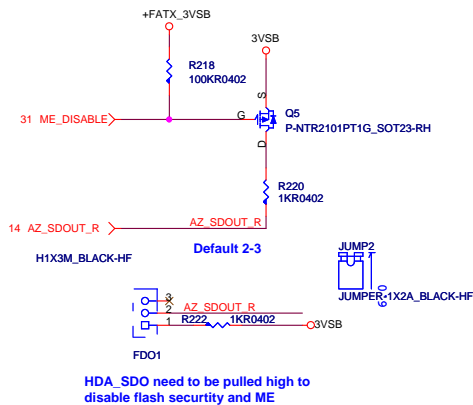 +FATX_3VSB
3VSB
R218
100KR0402
S
Q5
31 ME_DISABLE
G
P-NTR2101PT1G_SOT23-RH
D
R220
1KR0402
14 AZ_SDOUT_R
AZ_SDOUT_R
Default 2-3
H1X3M_BLACK-HF
JUMP2
JUMPER-1X2A_BLACK-HF
3
2
AZ_SDOUT_R
1
R222
1KR0402
3VSB
FDO1
HDA_SDO need to be pulled high to
disable flash securtity and ME